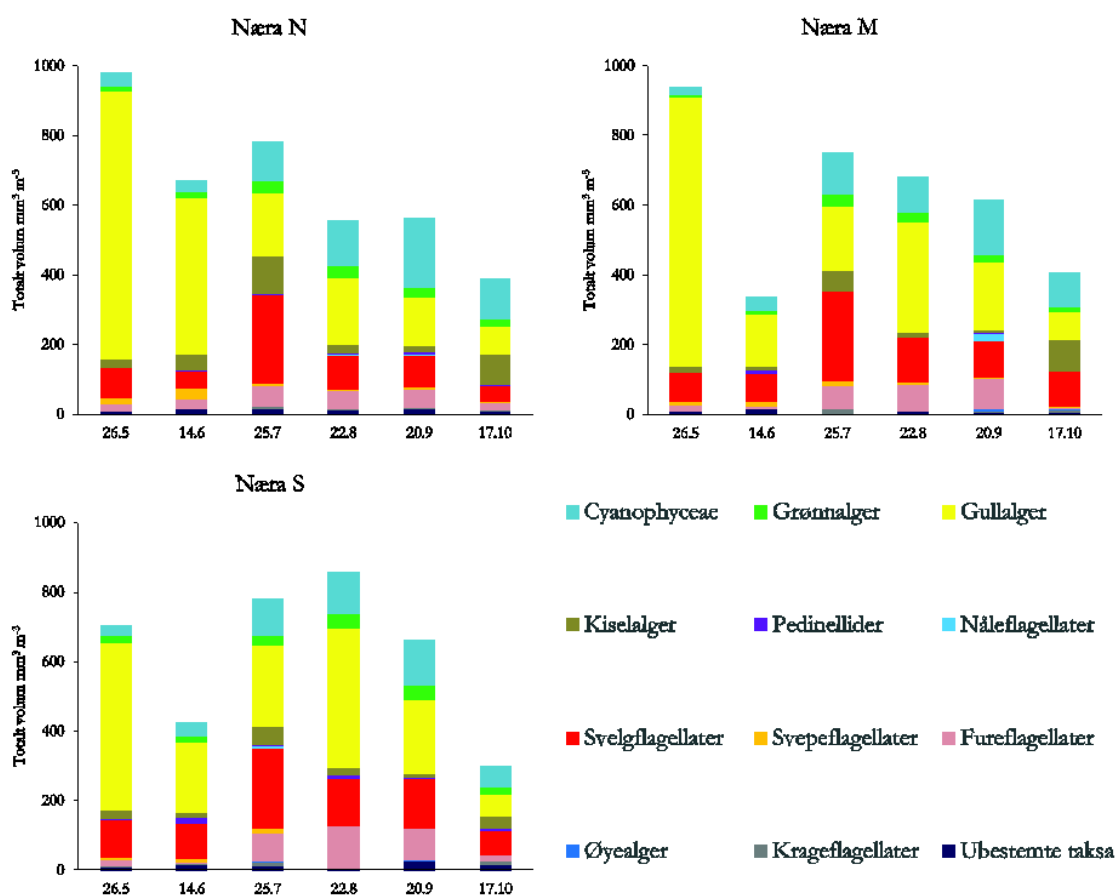 Næra N
Totalt volum mm³ m⁻³
1000
800
600
400
200
0
26.5 14.6 25.7 22.8 20.9 17.10
Næra M
Totalt volum mm³ m⁻³
1000
800
600
400
200
0
26.5 14.6 25.7 22.8 20.9 17.10
Næra S
Totalt volum mm³ m⁻³
1000
800
600
400
200
0
26.5 14.6 25.7 22.8 20.9 17.10
Cyanophyceae Grønnalger Gullalger
Kiselalger Pedinellider Nåleflagellater
Svelgflagellater Svepeflagellater Fureflagellater
Øyealger Krageflagellater Ubestemte taksa